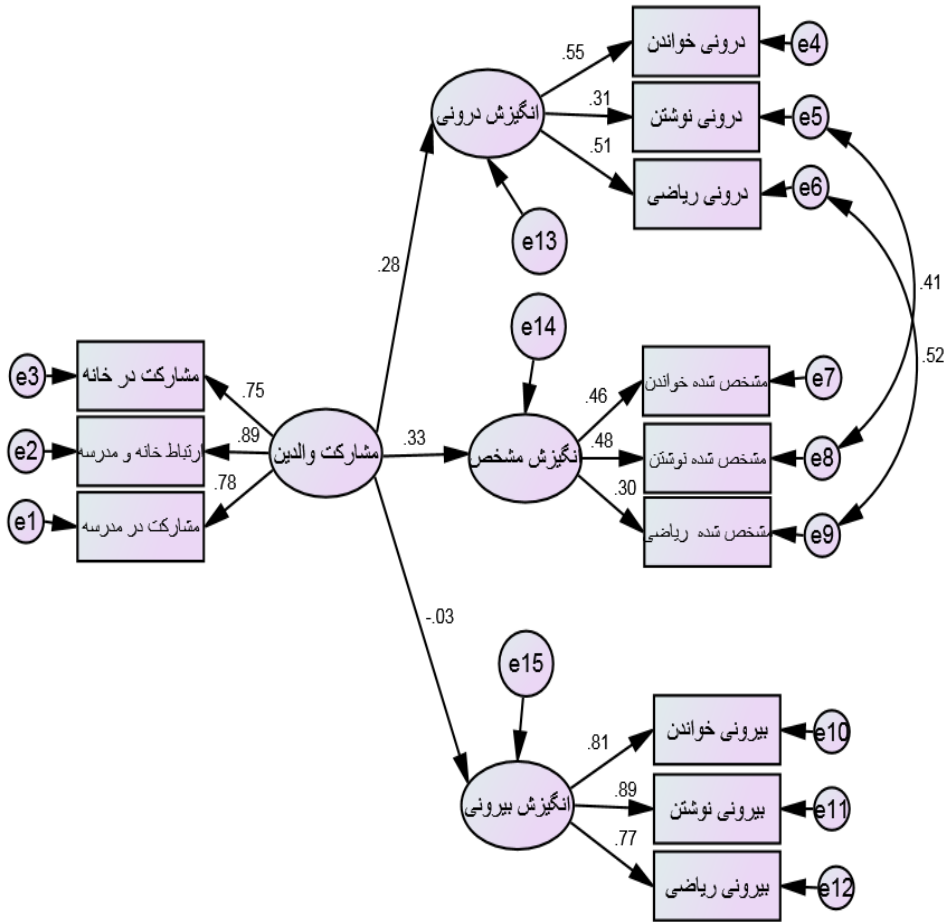 درونی خواندن
e4
.55
انگیزش درونی
.31
درونی نوشتن
e5
.51
درونی ریاضی
e6
e13
.28
.41
e14
.52
e3
مشارکت در خانه
.75
مشخص شده خواندن
e7
.46
e2
ارتباط خانه و مدرسه
.89
مشارکت والدین
.33
نگیزش مشخص
.48
مشخص شده نوشتن
e8
.78
e1
مشارکت در مدرسه
.30
مشخص شده ریاضی
e9
-.03
e15
بیرونی خواندن
e10
.81
انگیزش بیرونی
.89
بیرونی نوشتن
e11
.77
بیرونی ریاضی
e12